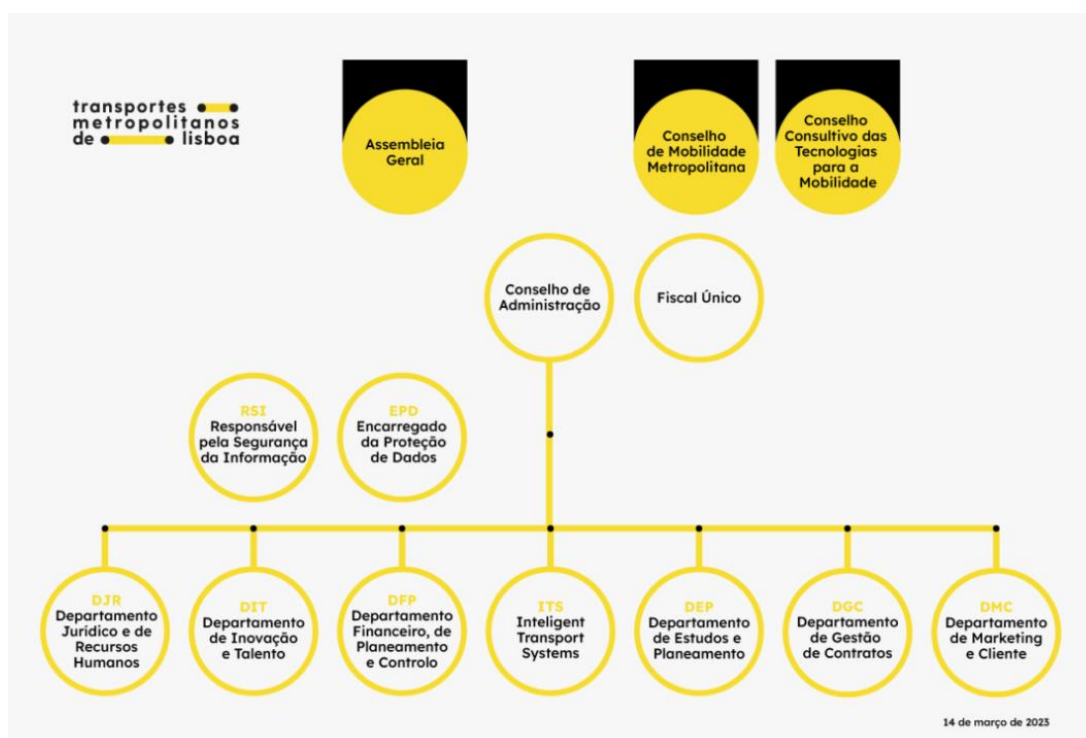 transportes
metropolitanos
de lisboa
Assembleia
Geral
Conselho
de Mobilidade
Metropolitana
Conselho
Consultivo das
Tecnologias
para a
Mobilidade
Conselho de
Administração
Fiscal Único
RSI
Responsável
pela Segurança
da Informação
EPD
Encarregado
da Proteção
de Dados
DJR
Departamento
Jurídico e de
Recursos
Humanos
DIT
Departamento
de Inovação
e Talento
DFP
Departamento
Financeiro, de
Planeamento
e Controlo
ITS
Inteligent
Transport
Systems
DEP
Departamento
de Estudos e
Planeamento
DGC
Departamento
de Gestão
de Contratos
DMC
Departamento
de Marketing
e Cliente
14 de março de 2023